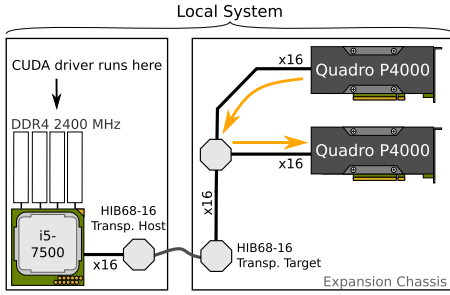 Local System
CUDA driver runs here
DDR4 2400 MHz
i5-
7500
x16
HIB68-16
Transp. Host
x16
Quadro P4000
Quadro P4000
x16
x16
HIB68-16
Transp. Target
Expansion Chassis